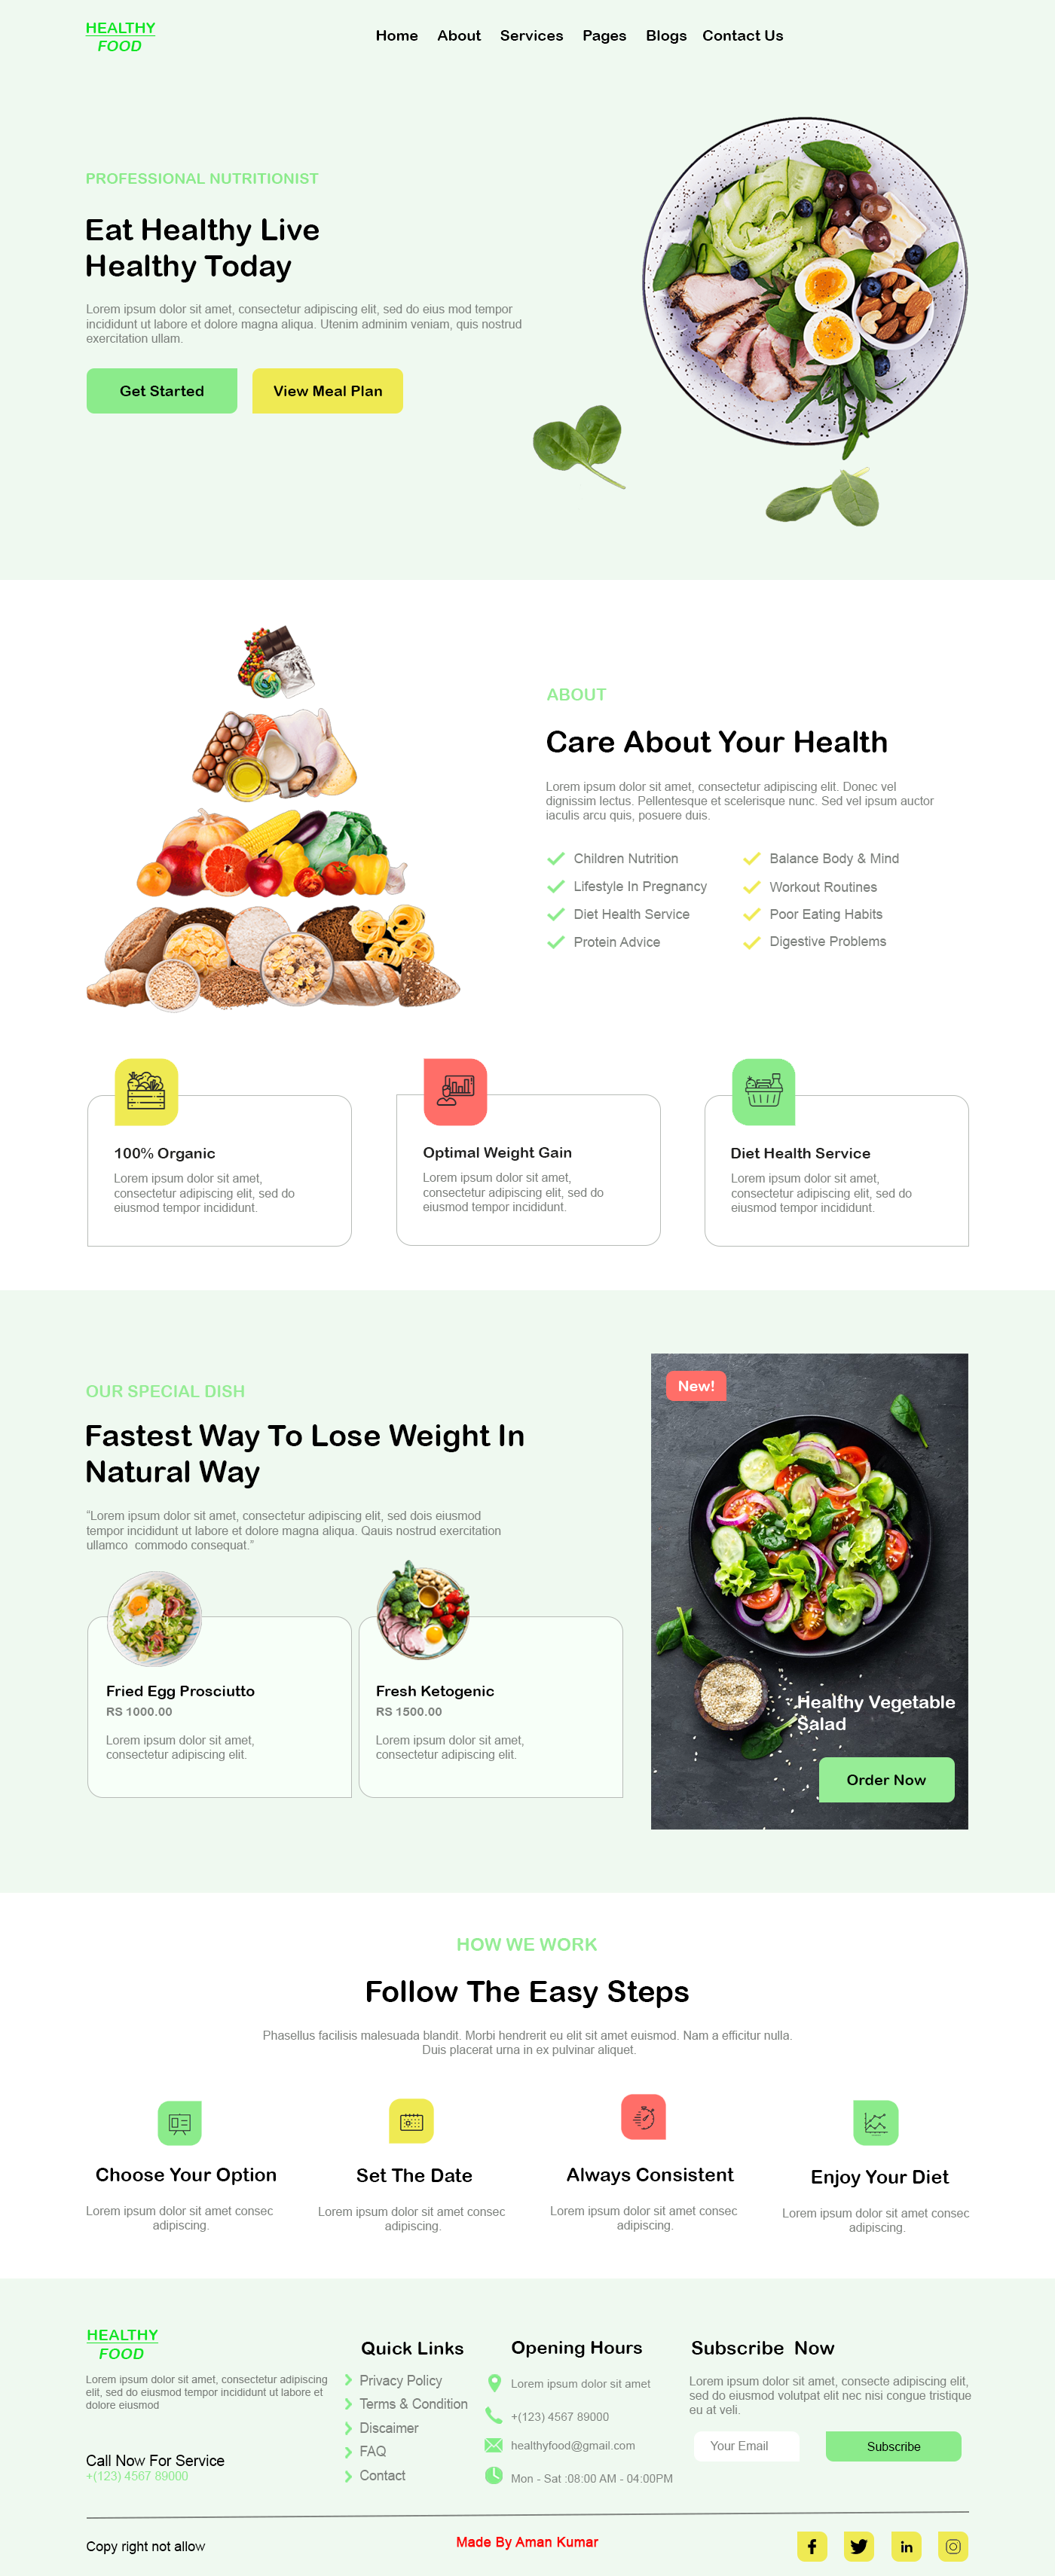 HEALTHY
FOOD
Home About Services Pages Blogs Contact Us
PROFESSIONAL NUTRITIONIST
Eat Healthy Live
Healthy Today
Lorem ipsum dolor sit amet, consectetur adipiscing elit, sed do eius mod tempor
incididunt ut labore et dolore magna aliqua. Utenim adminim veniam, quis nostrud
exercitation ullam.
Get Started
View Meal Plan
ABOUT
Care About Your Health
Lorem ipsum dolor sit amet, consectetur adipiscing elit. Donec vel
dignissim lectus. Pellentesque et scelerisque nunc. Sed vel ipsum auctor
iaculis arcu quis, posuere duis.
Children Nutrition
Lifestyle In Pregnancy
Diet Health Service
Protein Advice
Balance Body & Mind
Workout Routines
Poor Eating Habits
Digestive Problems
100% Organic
Lorem ipsum dolor sit amet,
consectetur adipiscing elit, sed do
eiusmod tempor incididunt.
Optimal Weight Gain
Lorem ipsum dolor sit amet,
consectetur adipiscing elit, sed do
eiusmod tempor incididunt.
Diet Health Service
Lorem ipsum dolor sit amet,
consectetur adipiscing elit, sed do
eiusmod tempor incididunt.
OUR SPECIAL DISH
Fastest Way To Lose Weight In
Natural Way
“Lorem ipsum dolor sit amet, consectetur adipiscing elit, sed dois eiusmod
tempor incididunt ut labore et dolore magna aliqua. Qauis nostrud exercitation
ullamco  commodo consequat.”
Fried Egg Prosciutto
RS 1000.00
Lorem ipsum dolor sit amet,
consectetur adipiscing elit.
Fresh Ketogenic
RS 1500.00
Lorem ipsum dolor sit amet,
consectetur adipiscing elit.
New!
Healthy Vegetable
Salad
Order Now
HOW WE WORK
Follow The Easy Steps
Phasellus facilisis malesuada blandit. Morbi hendrerit eu elit sit amet euismod. Nam a efficitur nulla.
Duis placerat urna in ex pulvinar aliquet.
Choose Your Option
Lorem ipsum dolor sit amet consec
adipiscing.
Set The Date
Lorem ipsum dolor sit amet consec
adipiscing.
Always Consistent
Lorem ipsum dolor sit amet consec
adipiscing.
Enjoy Your Diet
Lorem ipsum dolor sit amet consec
adipiscing.
HEALTHY
FOOD
Lorem ipsum dolor sit amet, consectetur adipiscing
elit, sed do eiusmod tempor incididunt ut labore et
dolore eiusmod
Call Now For Service
+(123) 4567 89000
Quick Links
Privacy Policy
Terms & Condition
Discaimer
FAQ
Contact
Opening Hours
Lorem ipsum dolor sit amet
+(123) 4567 89000
healthyfood@gmail.com
Mon - Sat :08:00 AM - 04:00PM
Subscribe  Now
Lorem ipsum dolor sit amet, consecte adipiscing elit,
sed do eiusmod volutpat elit nec nisi congue tristique
eu at veli.
Your Email
Subscribe
Copy right not allow
Made By Aman Kumar